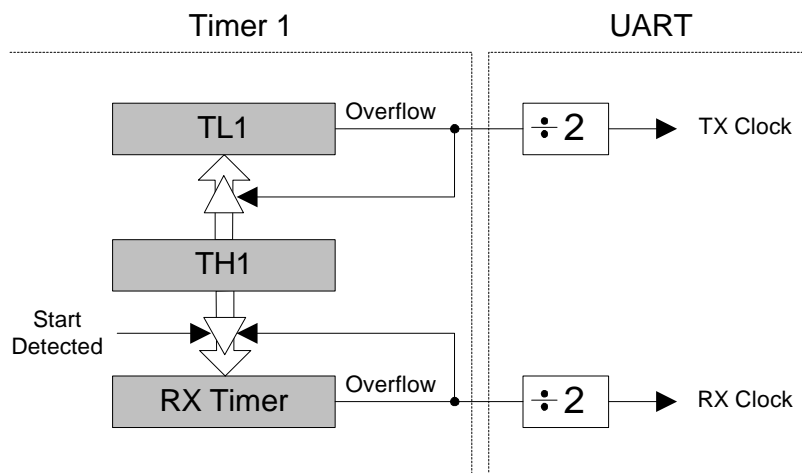 Timer 1
UART
TL1
Overflow
÷ 2
TX Clock
TH1
Start
Detected
RX Timer
Overflow
÷ 2
RX Clock